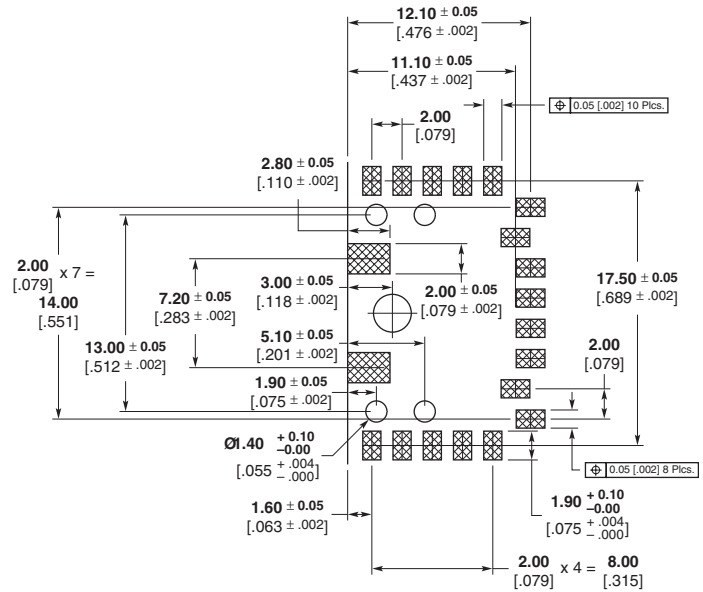 12.10 ± 0.05
[.476 ± .002]
11.10 ± 0.05
[.437 ± .002]
0.05 [.002] 10 Plcs.
2.00
[.079]
2.80 ± 0.05
[.110 ± .002]
2.00
[.079] x 7 =
14.00
[.551]
7.20 ± 0.05
[.283 ± .002]
3.00 ± 0.05
[.118 ± .002]
2.00 ± 0.05
[.079 ± .002]
17.50 ± 0.05
[.689 ± .002]
13.00 ± 0.05
[.512 ± .002]
5.10 ± 0.05
[.201 ± .002]
2.00
[.079]
1.90 ± 0.05
[.075 ± .002]
Ø1.40 + 0.10 –0.00
[.055 + .004 – .000]
0.05 [.002] 8 Plcs.
1.60 ± 0.05
[.063 ± .002]
1.90 + 0.10 –0.00
[.075 + .004 – .000]
2.00 x 4 = 8.00
[.079] [.315]